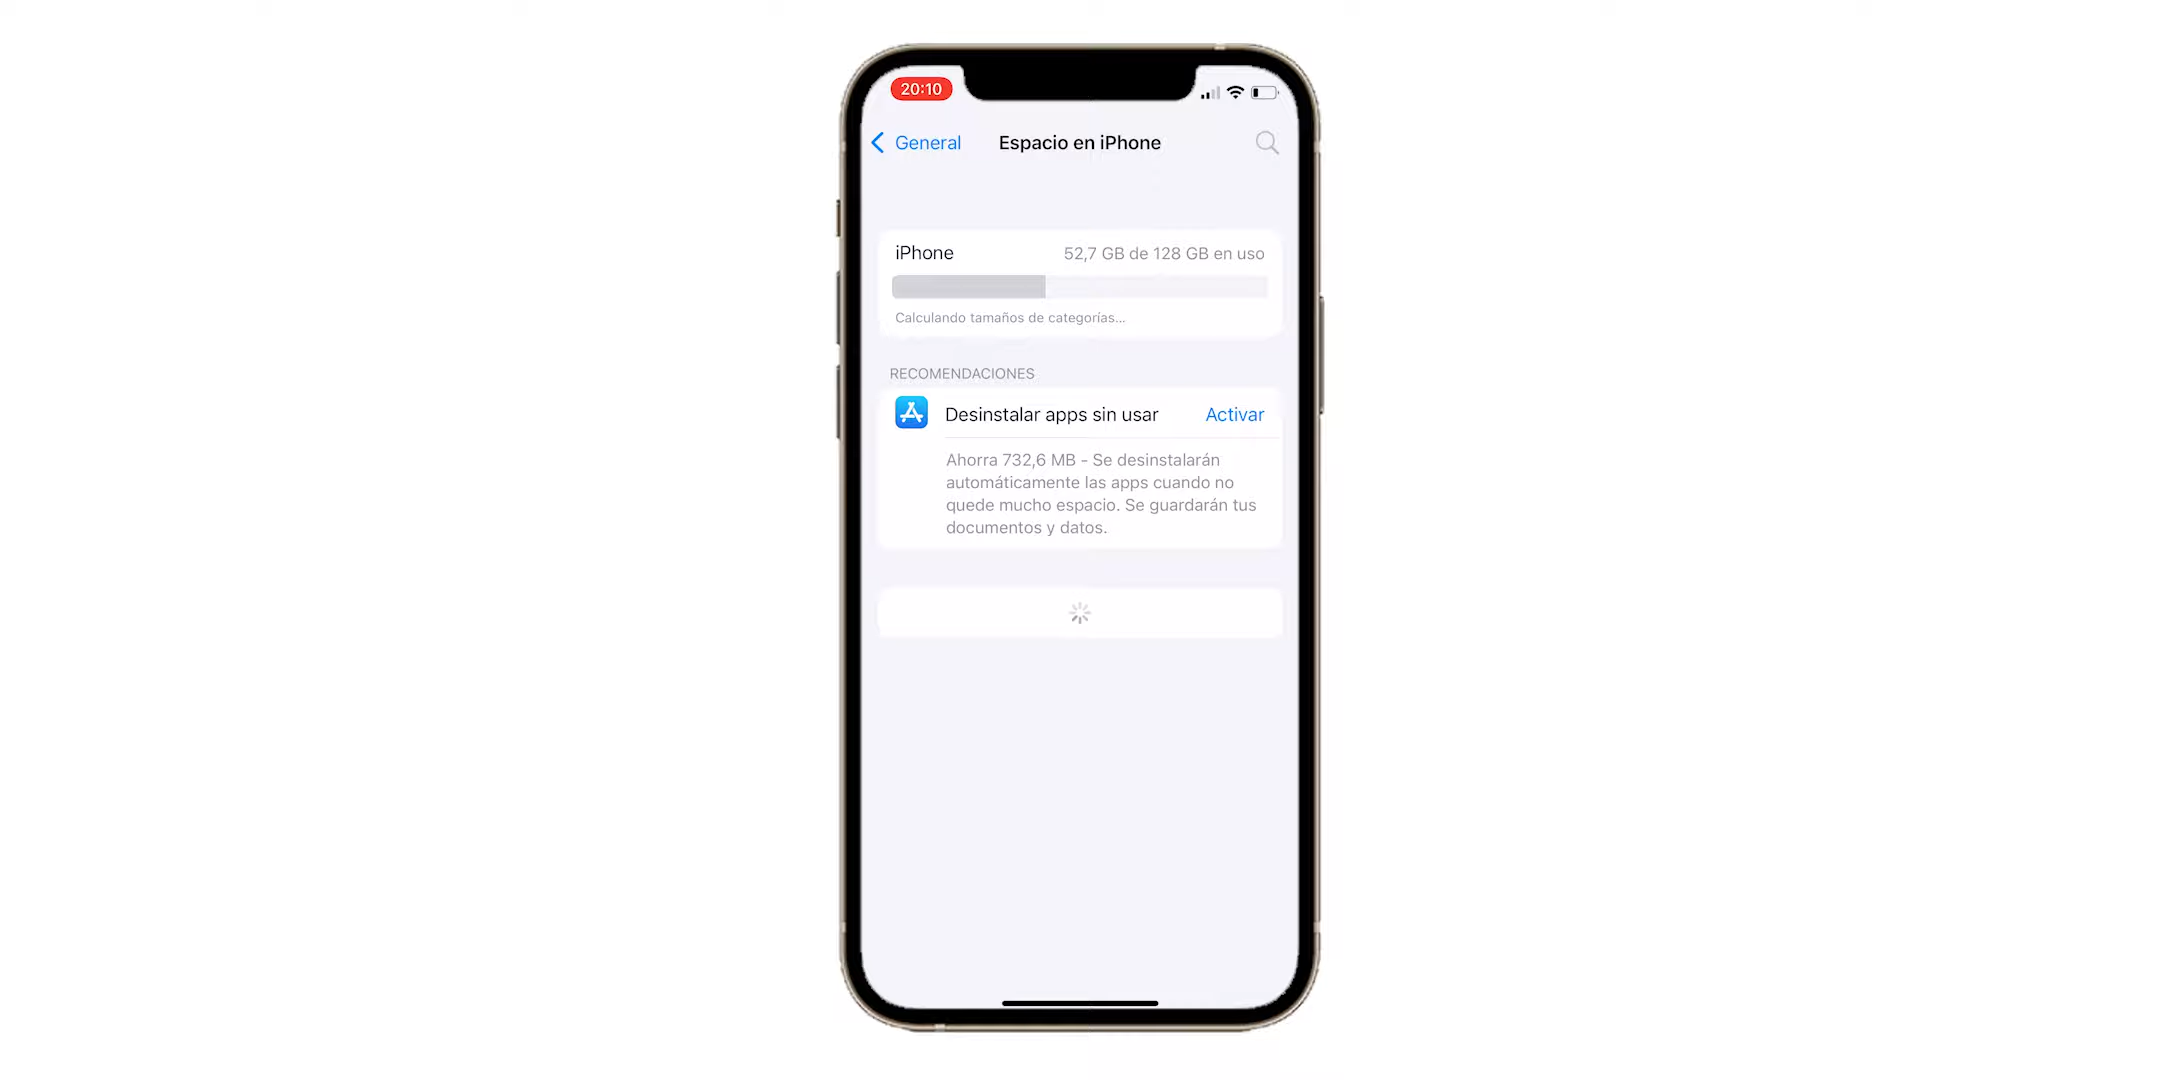 20:10
General
Espacio en iPhone
iPhone
52,7 GB de 128 GB en uso
Calculando tamaños de categorías...
RECOMENDACIONES
Desinstalar apps sin usar
Activar
Ahorra 732,6 MB - Se desinstalarán
automáticamente las apps cuando no
quede mucho espacio. Se guardarán tus
documentos y datos.